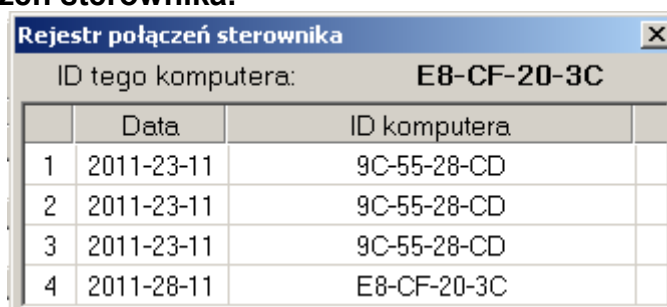 sterownika.
Rejestr połączeń sterownika
ID tego komputera: E8-CF-20-3C
Data ID komputera
1 2011-23-11 9C-55-28-CD
2 2011-23-11 9C-55-28-CD
3 2011-23-11 9C-55-28-CD
4 2011-28-11 E8-CF-20-3C